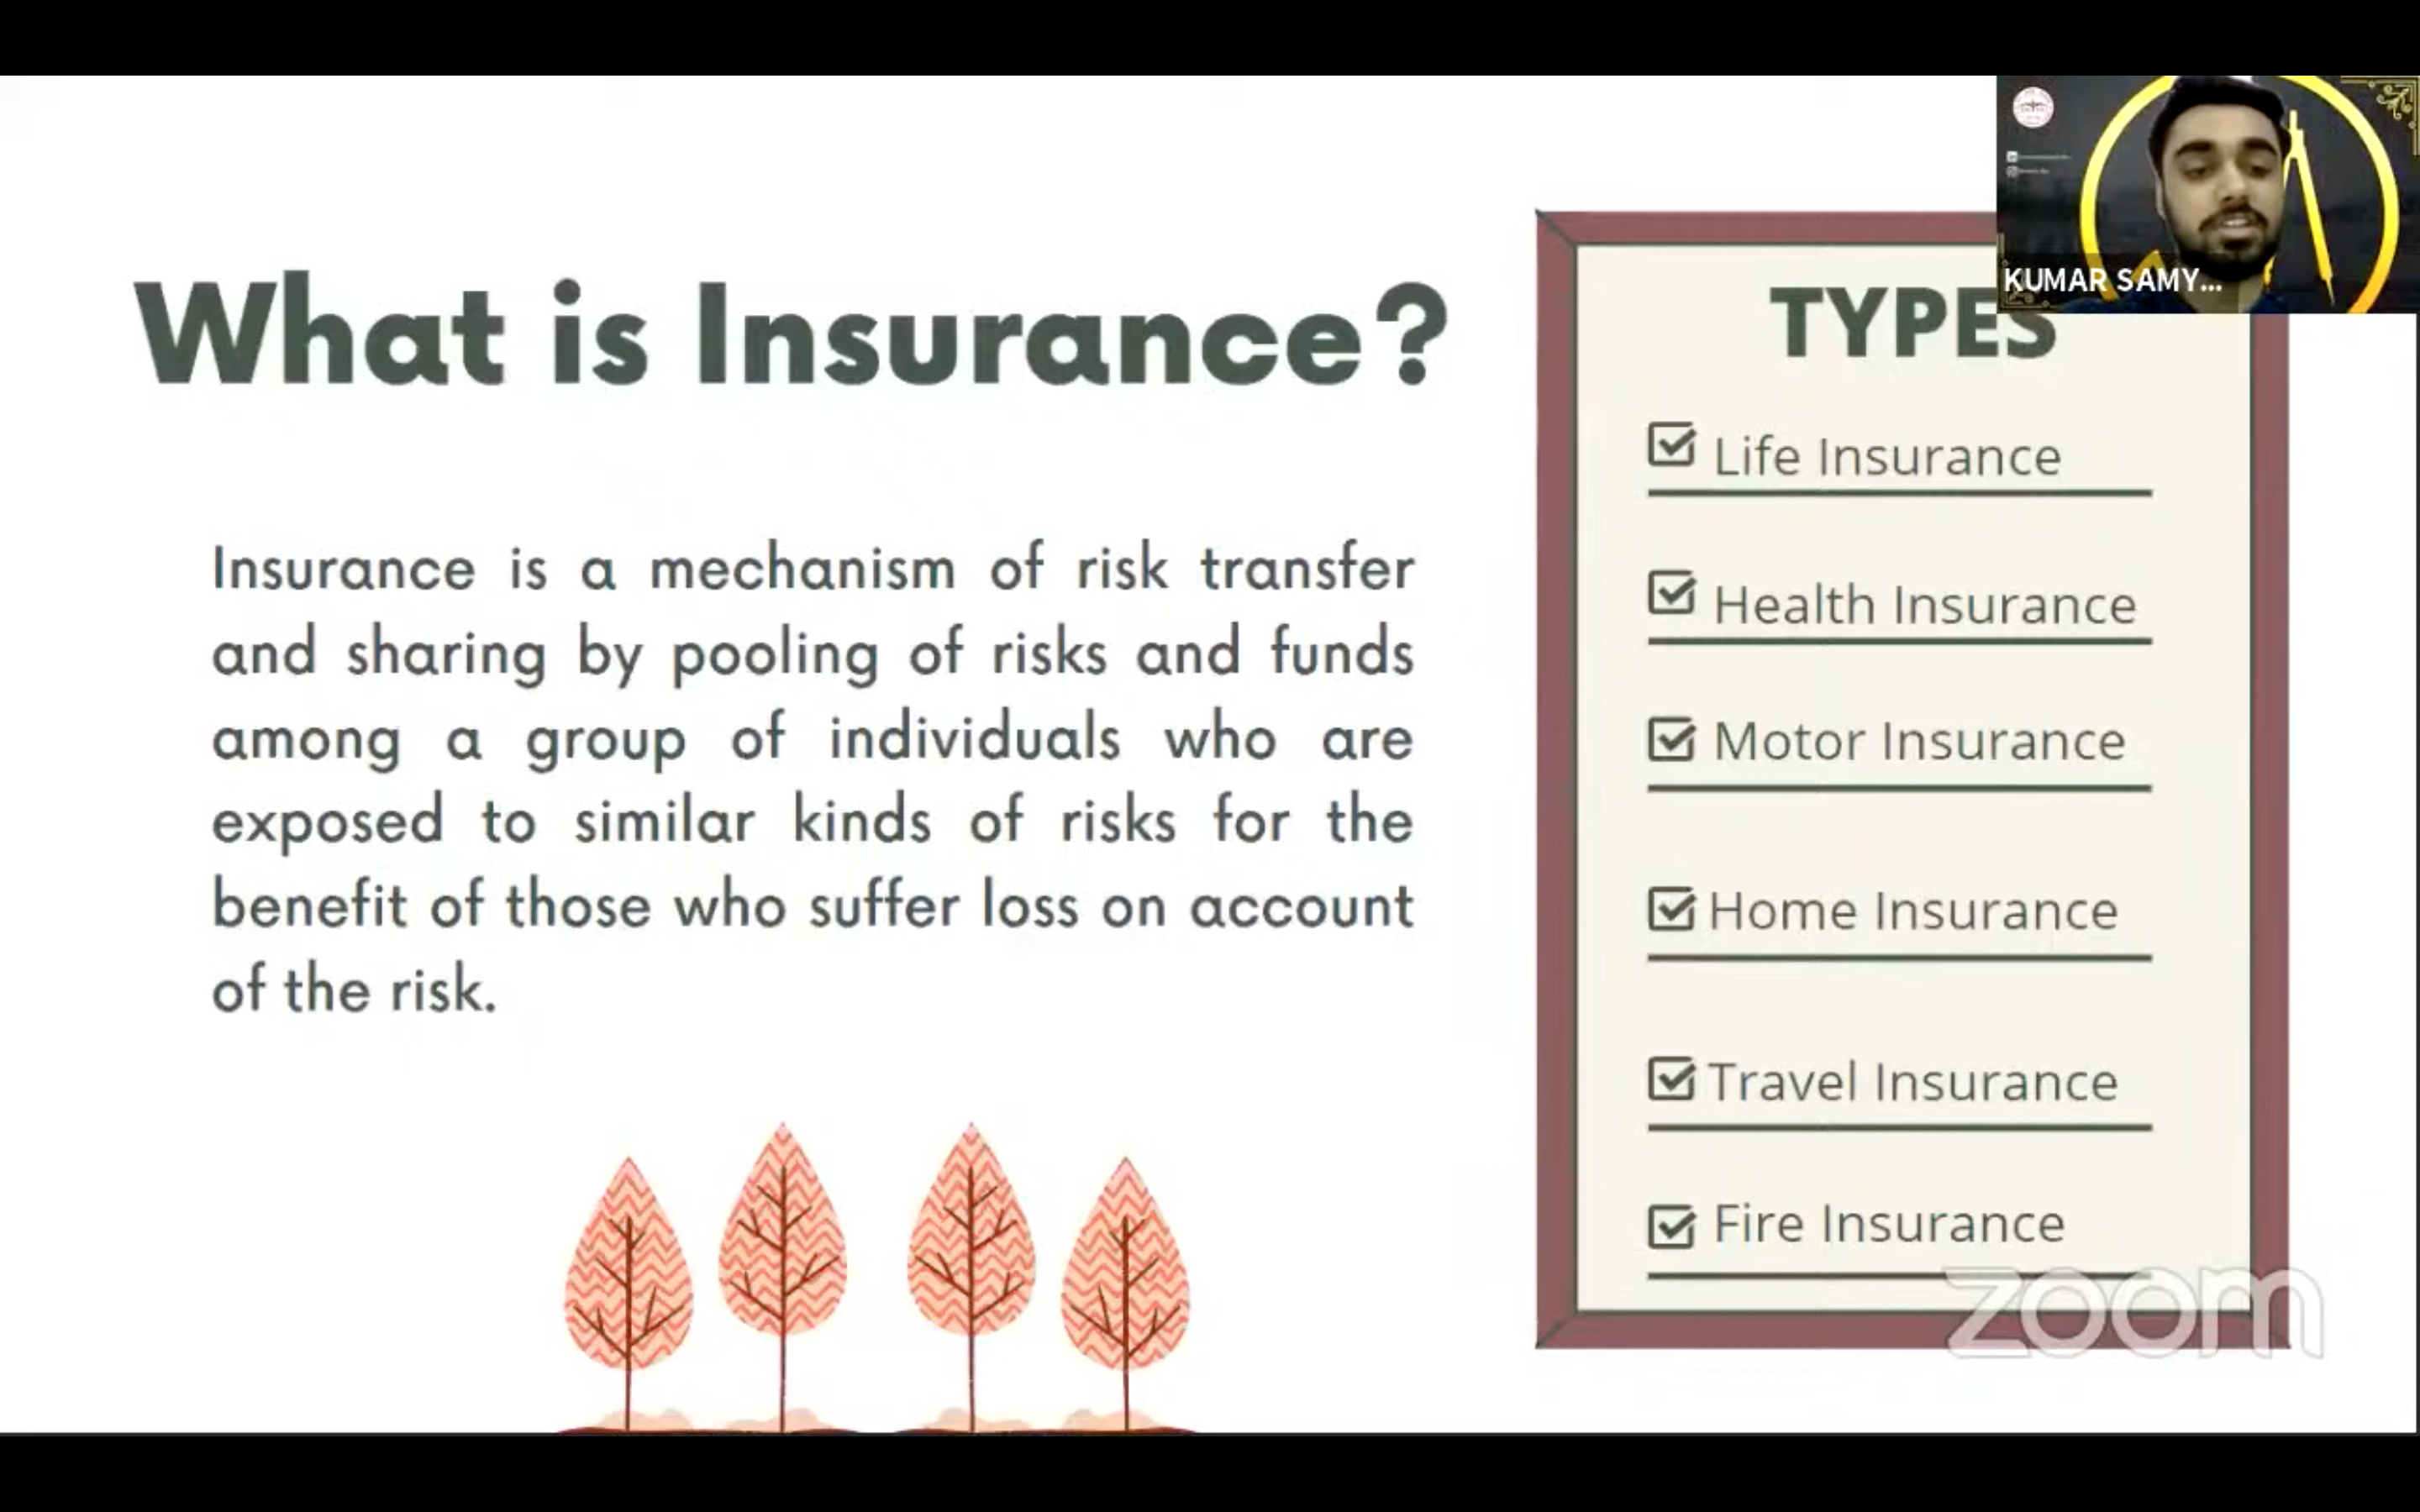 What is Insurance?
Insurance is a mechanism of risk transfer
and sharing by pooling of risks and funds
among a group of individuals who are
exposed to similar kinds of risks for the
benefit of those who suffer loss on account
of the risk.
KUMAR SAMY...
TYPES
Life Insurance
Health Insurance
Motor Insurance
Home Insurance
Travel Insurance
Fire Insurance
zoom